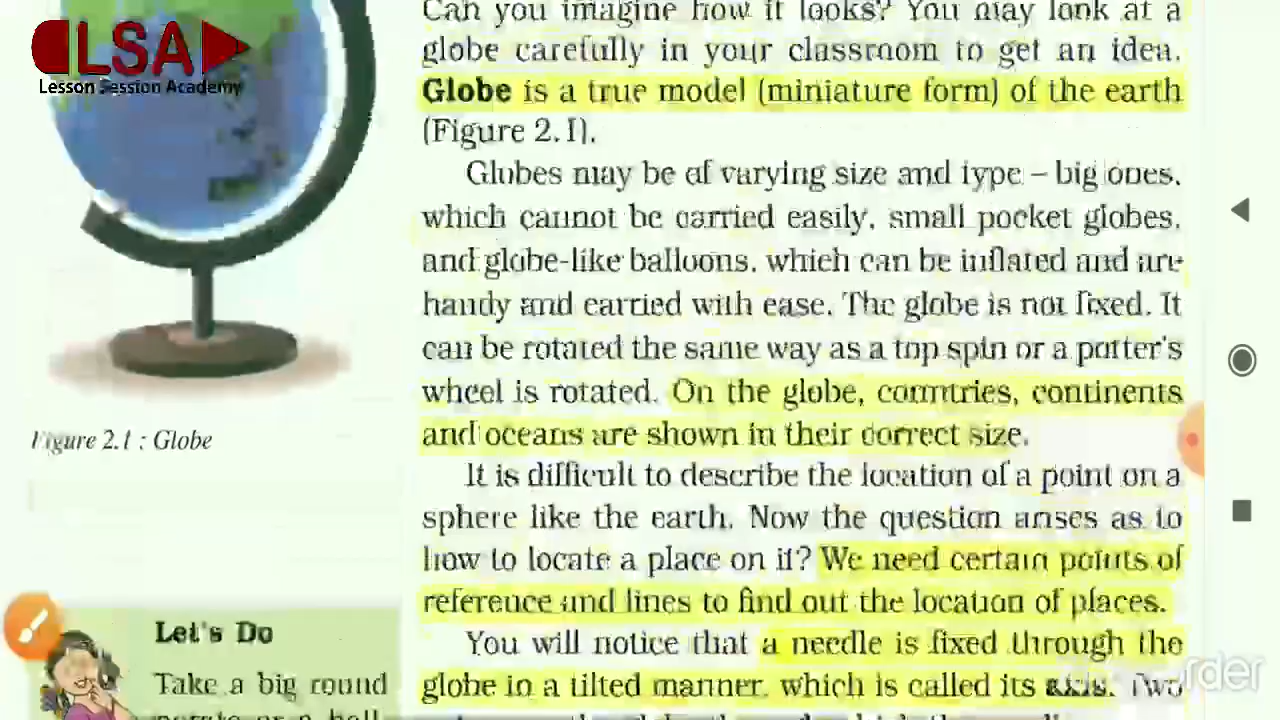 LSA
Lesson Session Academy
Can you imagine how it looks? You may look at a
globe carefully in your classroom to get an idea.
Globe is a true model (miniature form) of the earth
(Figure 2.1).
Globes may be of varying size and type – big ones,
which cannot be carried easily, small pocket globes,
and globe-like balloons, which can be inflated and are
handy and carried with ease. The globe is not fixed. It
can be rotated the same way as a top spin or a potter's
wheel is rotated. On the globe, countries, continents
and oceans are shown in their correct size.
It is difficult to describe the location of a point on a
sphere like the earth. Now the question arises as to
how to locate a place on it? We need certain points of
reference and lines to find out the location of places.
You will notice that a needle is fixed through the
globe in a tilted manner, which is called its axis. Two
Figure 2.1 : Globe
Let's Do
Take a big round